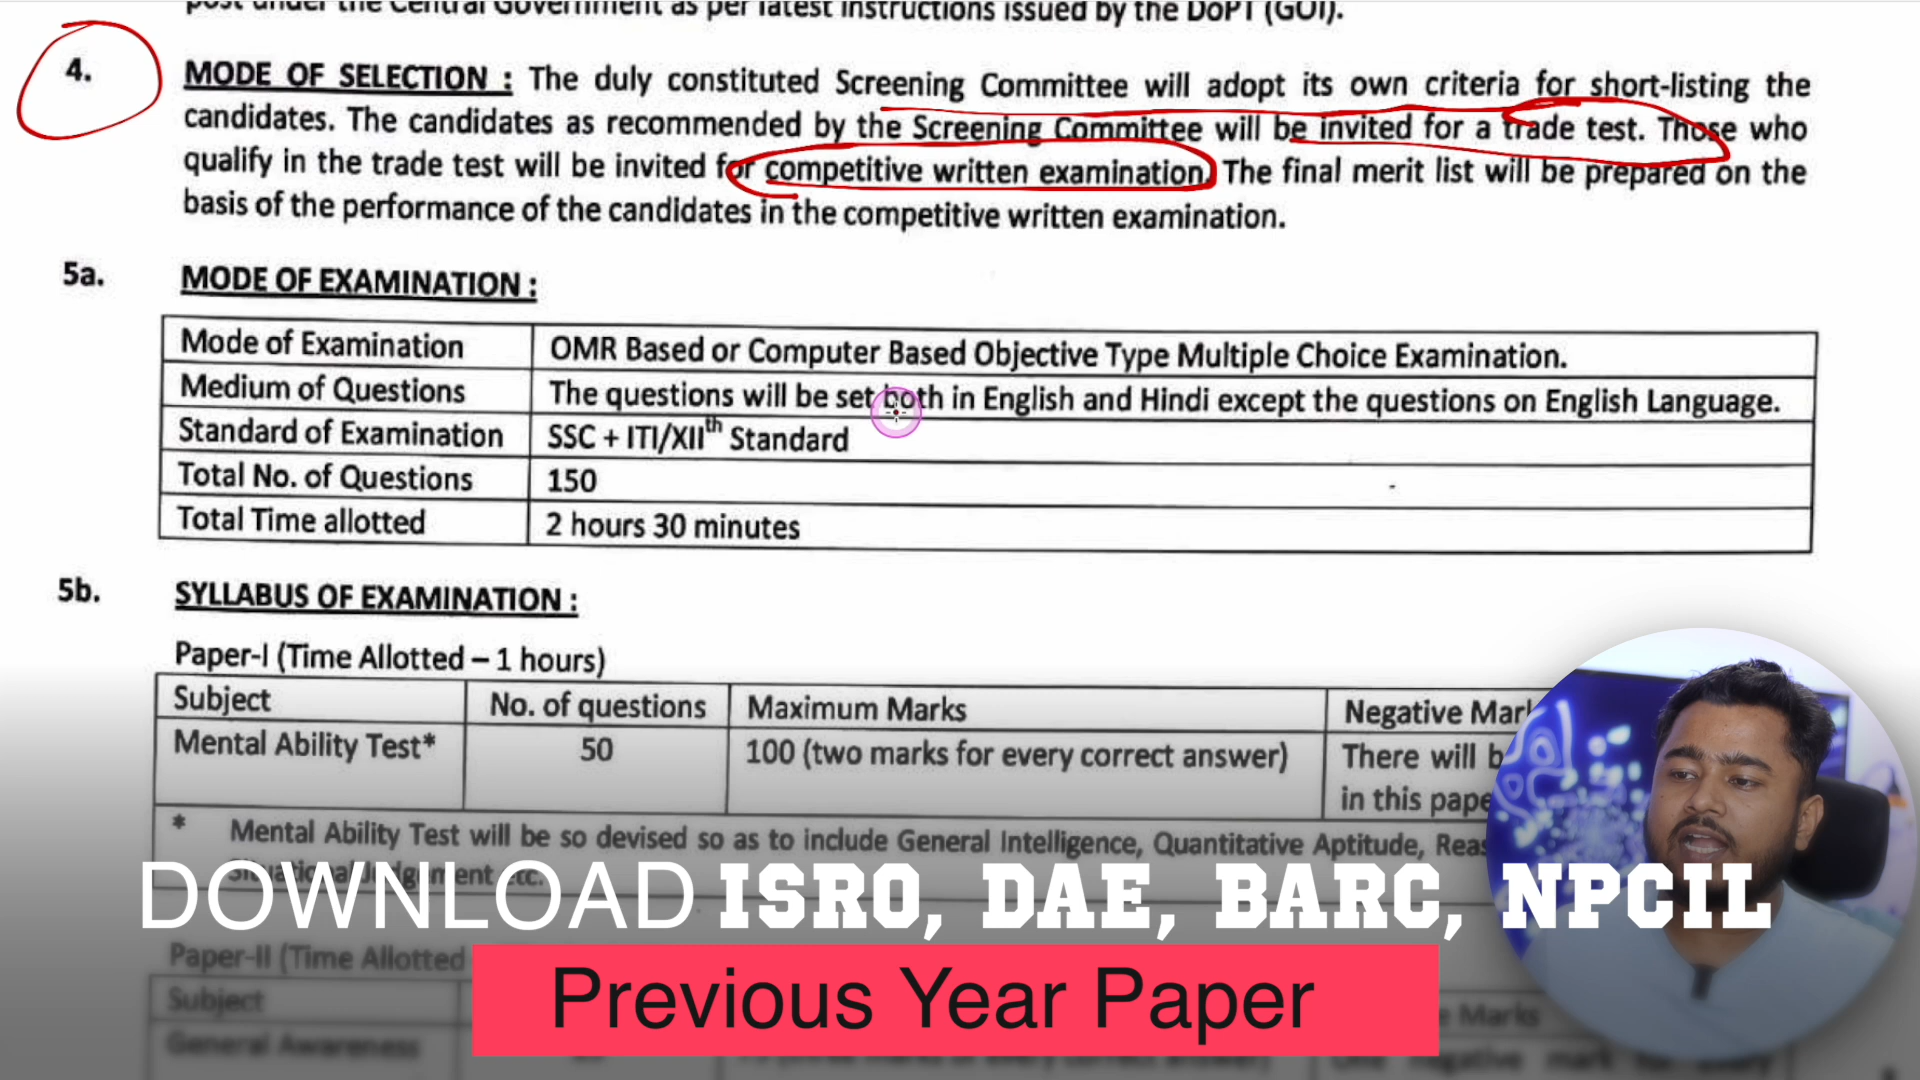 post under the Central Government as per latest instructions issued by the DoPT (GOI).
4. MODE OF SELECTION : The duly constituted Screening Committee will adopt its own criteria for short-listing the
candidates. The candidates as recommended by the Screening Committee will be invited for a trade test. Those who
qualify in the trade test will be invited for competitive written examination. The final merit list will be prepared on the
basis of the performance of the candidates in the competitive written examination.
5a. MODE OF EXAMINATION :
Mode of Examination OMR Based or Computer Based Objective Type Multiple Choice Examination.
Medium of Questions The questions will be set both in English and Hindi except the questions on English Language.
Standard of Examination SSC + ITI/XIIth Standard
Total No. of Questions 150
Total Time allotted 2 hours 30 minutes
5b. SYLLABUS OF EXAMINATION :
Paper-I (Time Allotted – 1 hours)
Subject No. of questions Maximum Marks Negative
Mental Ability Test* 50 100 (two marks for every correct answer) There will
in this
* Mental Ability Test will be so devised so as to include General Intelligence, Quantitative Aptitude,
etc.
DOWNLOAD ISRO, DAE, BARC, NPCIL
Paper-II (Time Allotted
Previous Year Paper
Subject Marks
General Awareness